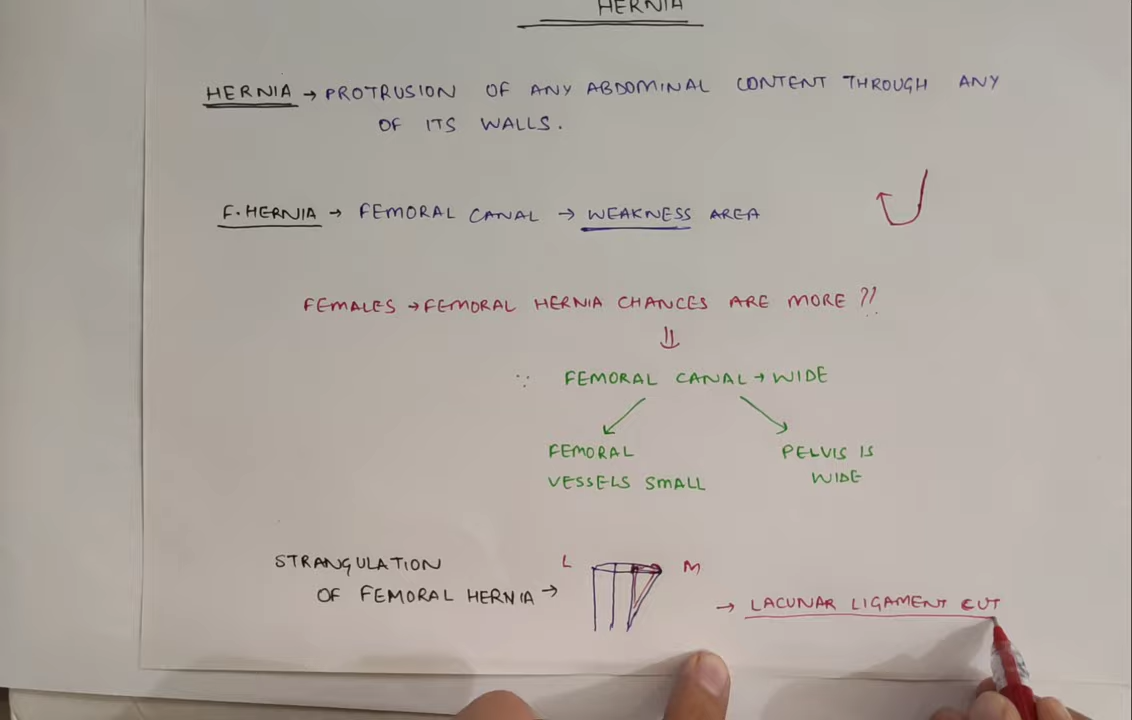 HERNIA
HERNIA → PROTRUSION OF ANY ABDOMINAL CONTENT THROUGH ANY
OF ITS WALLS.
F. HERNIA → FEMORAL CANAL → WEAKNESS AREA
FEMALES → FEMORAL HERNIA CHANCES ARE MORE ?!
⇓
∵ FEMORAL CANAL → WIDE
FEMORAL
VESSELS SMALL
PELVIS IS
WIDE
STRANGULATION
OF FEMORAL HERNIA →
L
M
→ LACUNAR LIGAMENT CUT